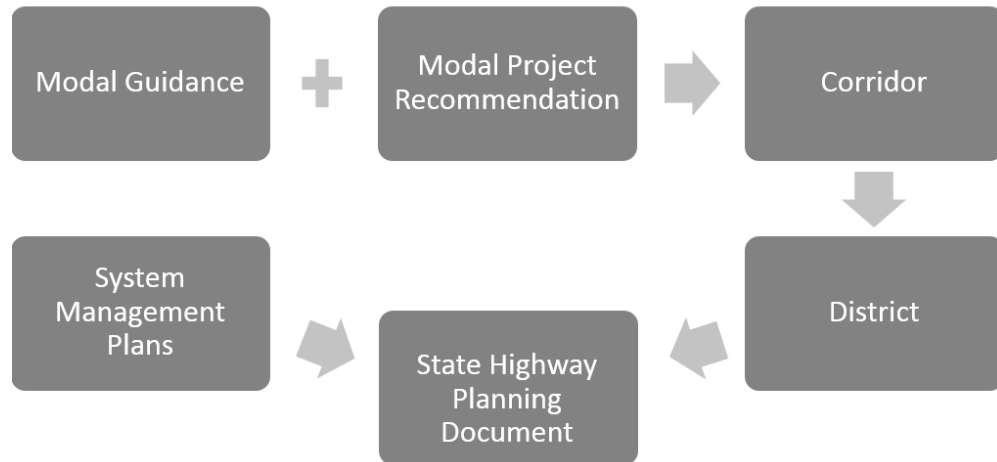 Modal Guidance
Modal Project
Recommendation
Corridor
System
Management
Plans
State Highway
Planning
Document
District